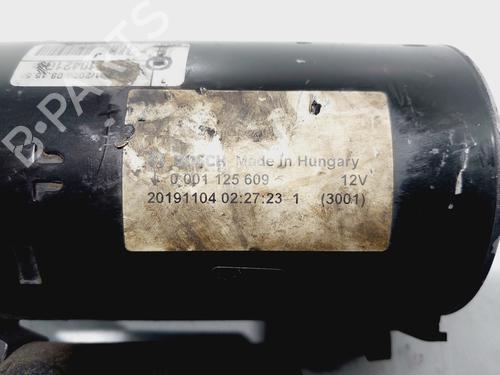 BOSCH Made in Hungary
0 001 125 609
12V
20191104 02:27:23 1 (3001)
B-PARTS